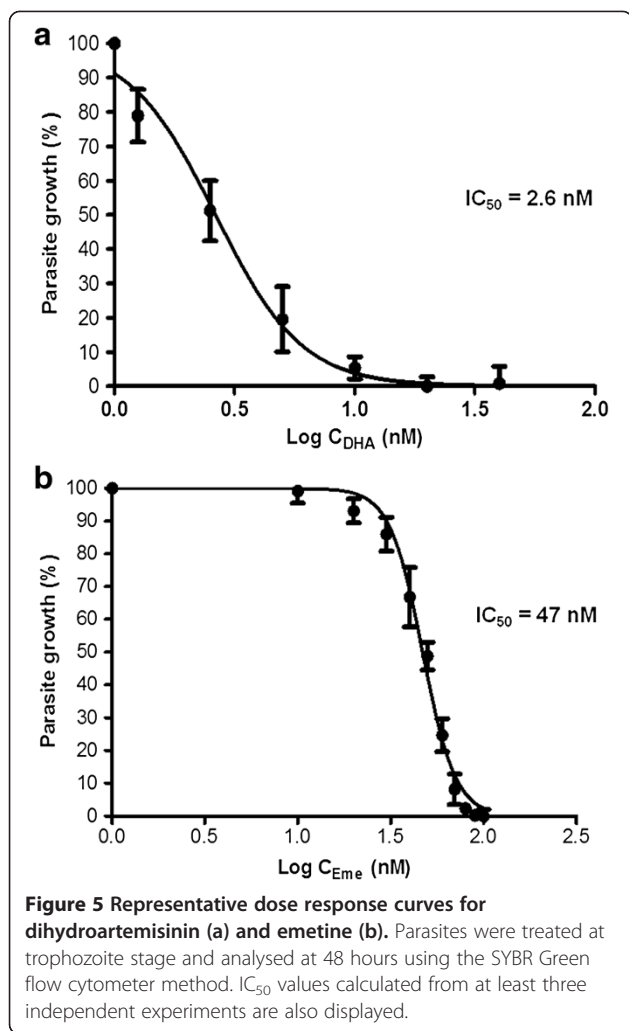 a
100
90
80
70
60
50
40
30
20
10
0
Parasite growth (%)
IC50 = 2.6 nM
0.0 0.5 1.0 1.5 2.0
Log CDHA (nM)
b
100
90
80
70
60
50
40
30
20
10
0
Parasite growth (%)
IC50 = 47 nM
0.0 0.5 1.0 1.5 2.0 2.5
Log CEme (nM)
Figure 5 Representative dose response curves for
dihydroartemisinin (a) and emetine (b). Parasites were treated at
trophozoite stage and analysed at 48 hours using the SYBR Green
flow cytometer method. IC50 values calculated from at least three
independent experiments are also displayed.